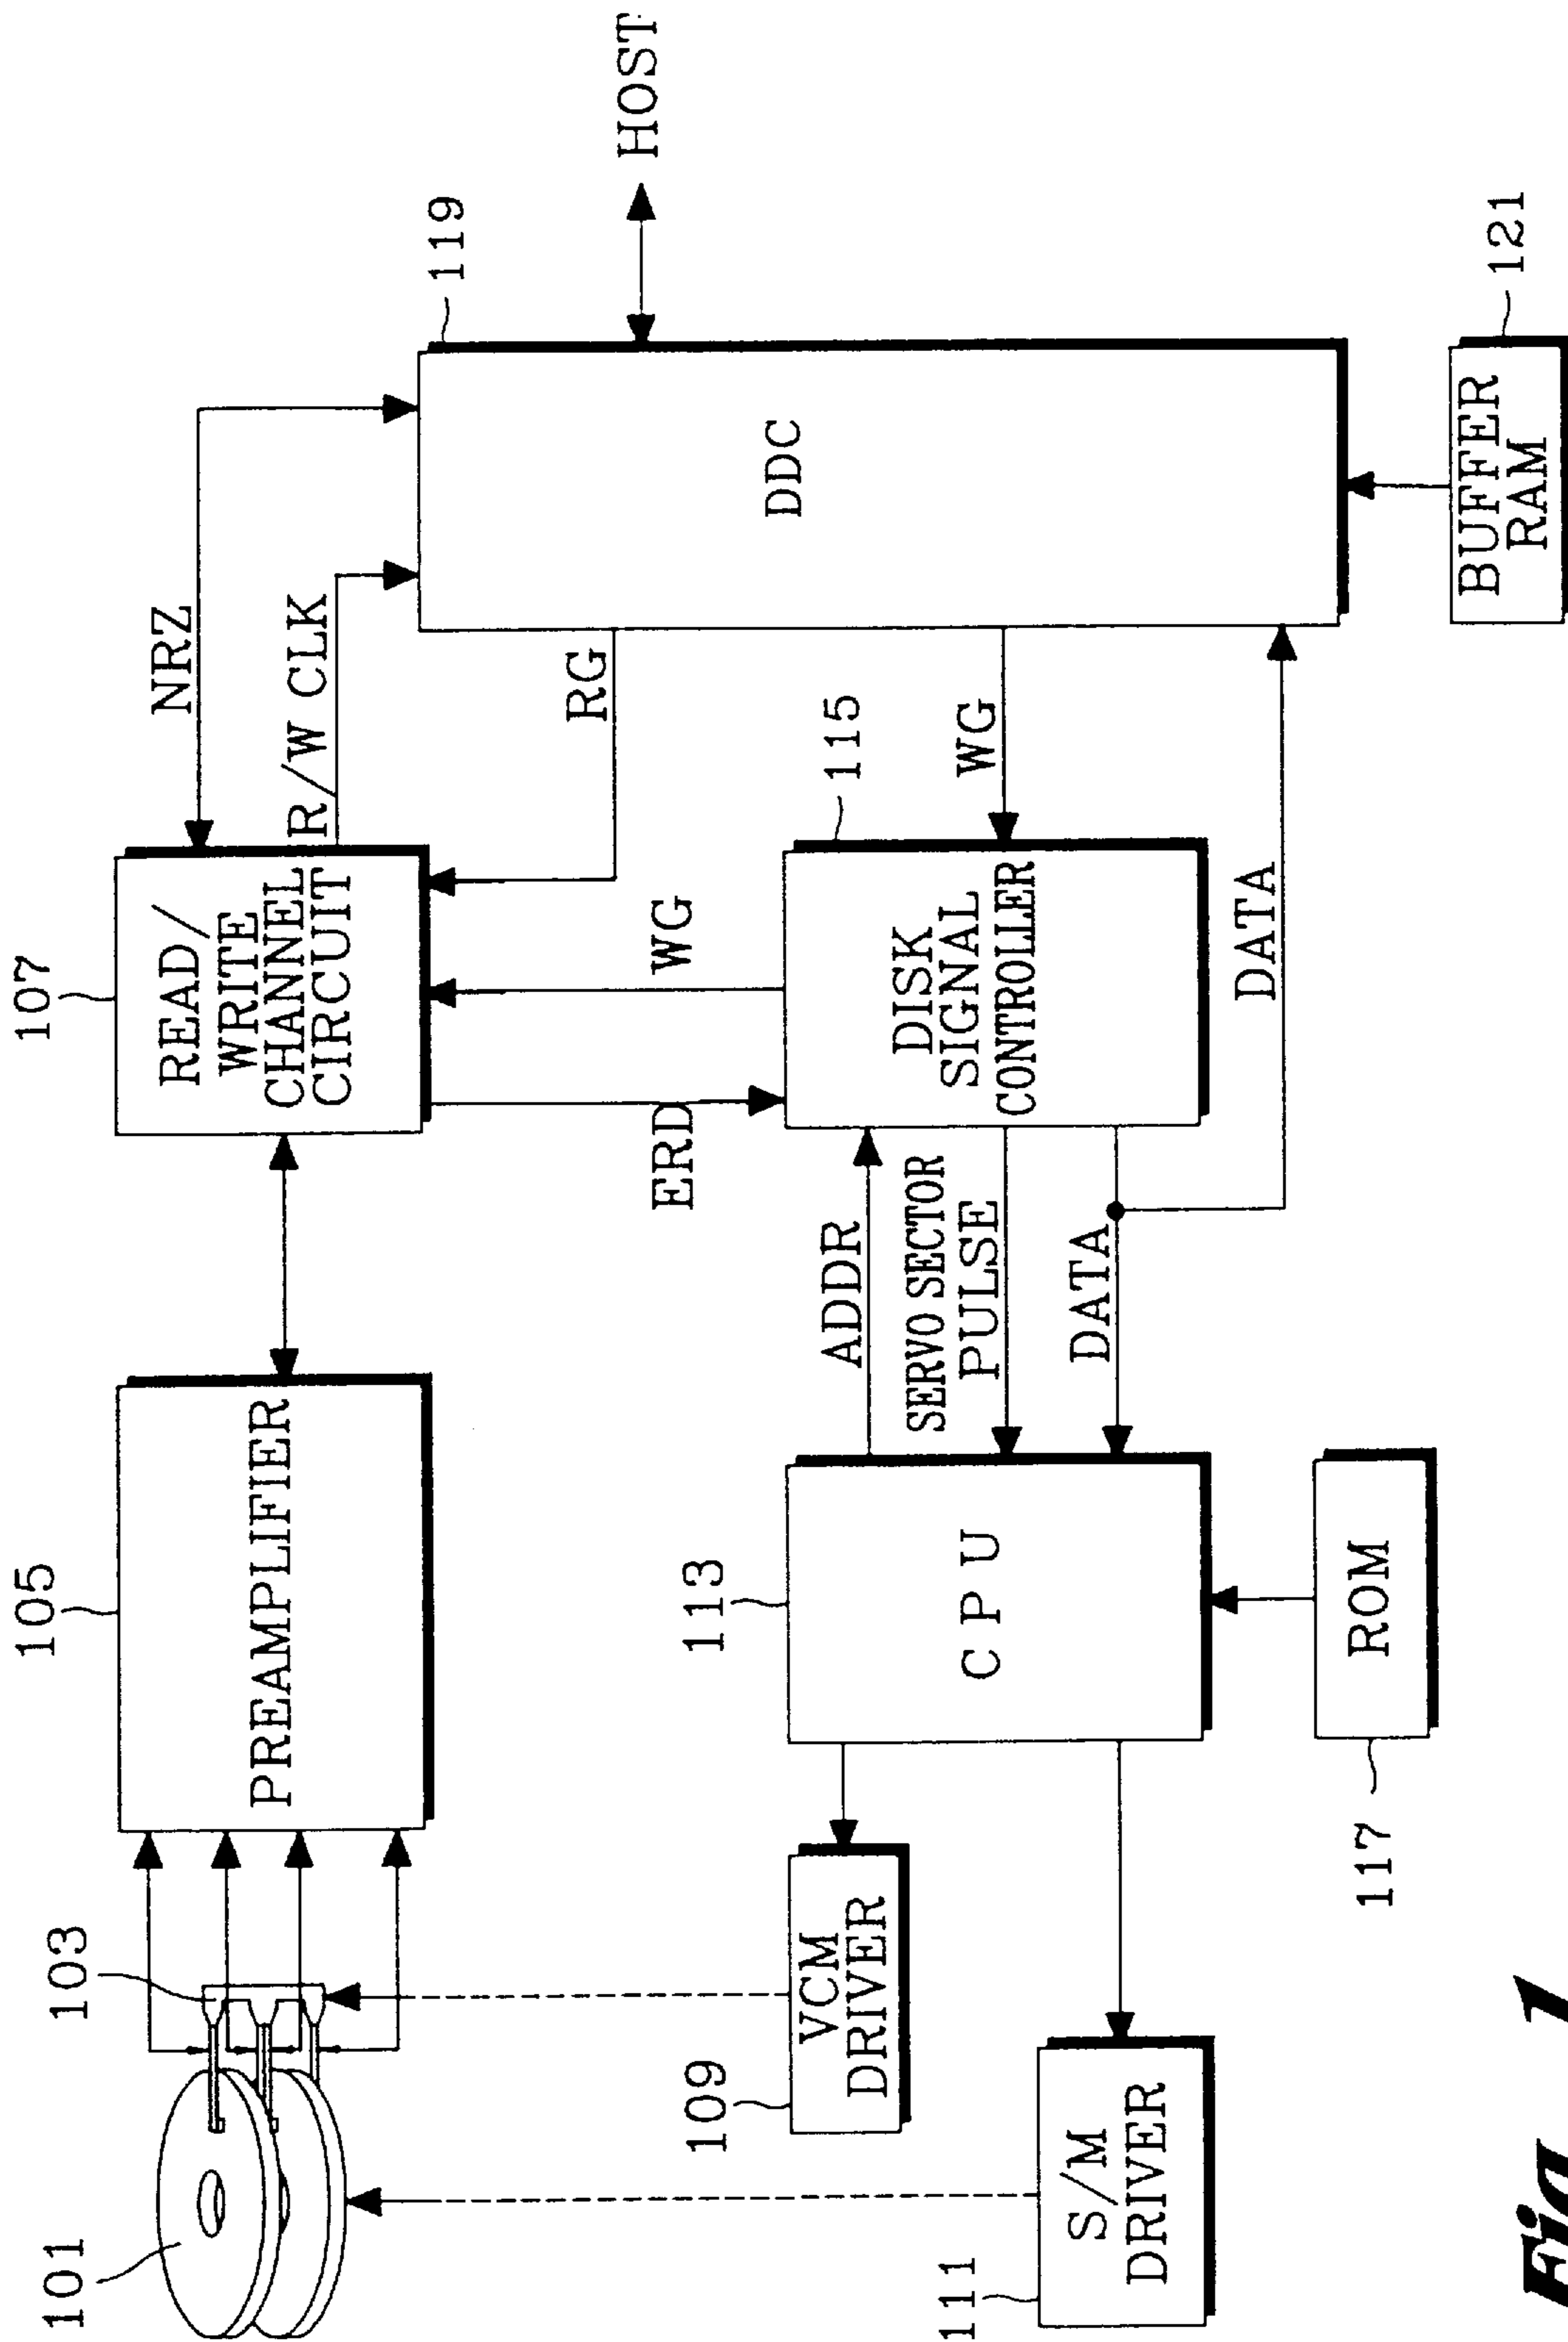 101
103
105
PREAMPLIFIER
107
READ/
WRITE
CHANNEL
CIRCUIT
NRZ
R/W CLK
RG
119
DDC
HOST
ERD
WG
115
DISK
SIGNAL
CONTROLLER
WG
ADDR
SERVO SECTOR
PULSE
DATA
DATA
113
C P U
109
VCM
DRIVER
111
S/M
DRIVER
117
ROM
121
BUFFER
RAM
Fig. 1